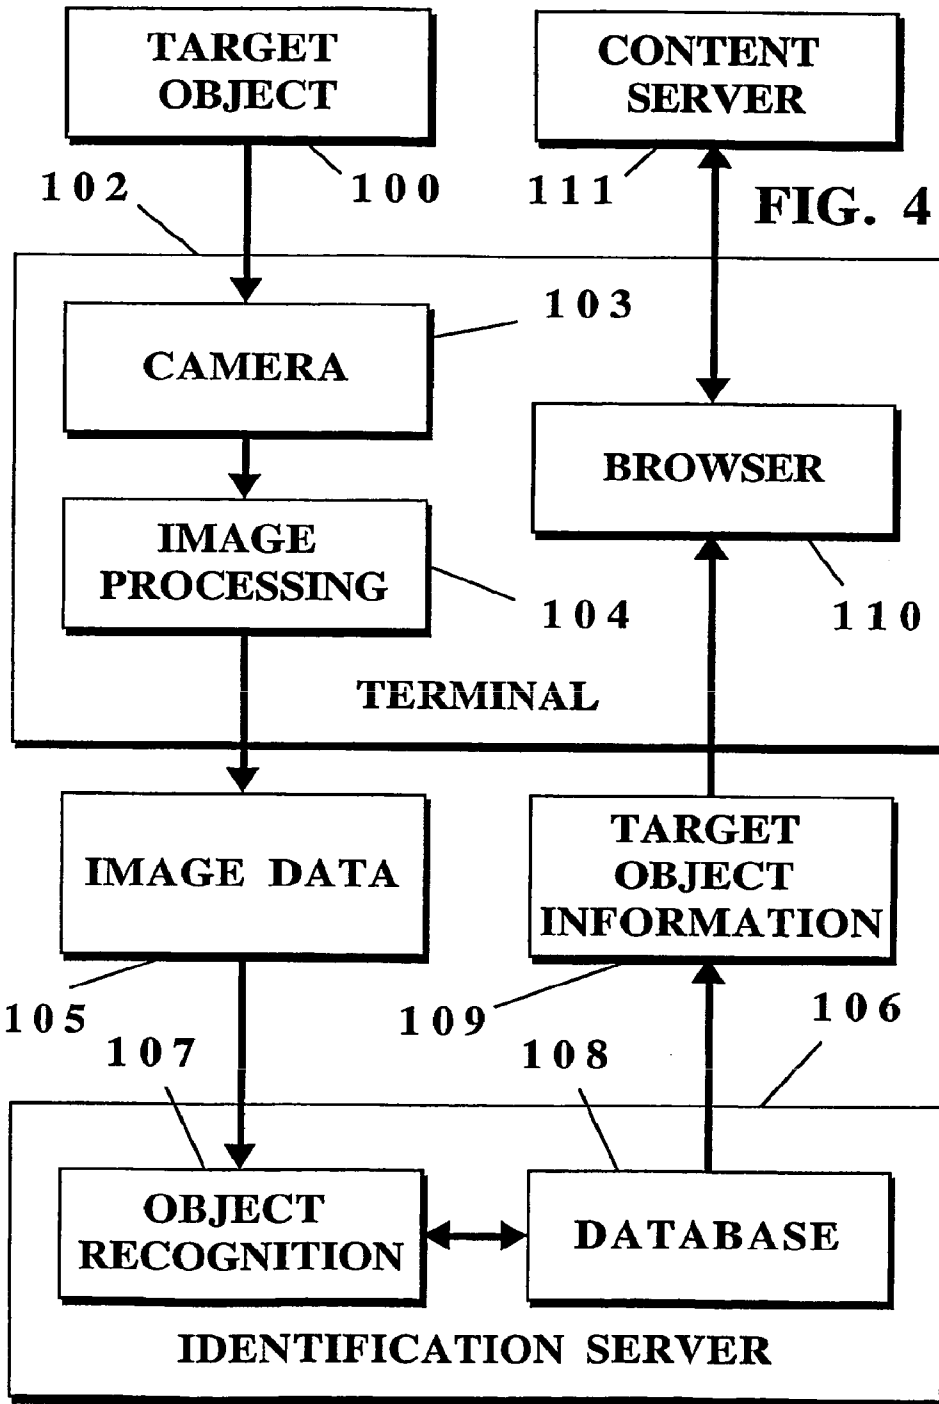 TARGET
OBJECT
CONTENT
SERVER
102
100
111
FIG. 4
103
CAMERA
BROWSER
IMAGE
PROCESSING
104
110
TERMINAL
IMAGE DATA
TARGET
OBJECT
INFORMATION
105
109
106
107
108
OBJECT
RECOGNITION
DATABASE
IDENTIFICATION SERVER